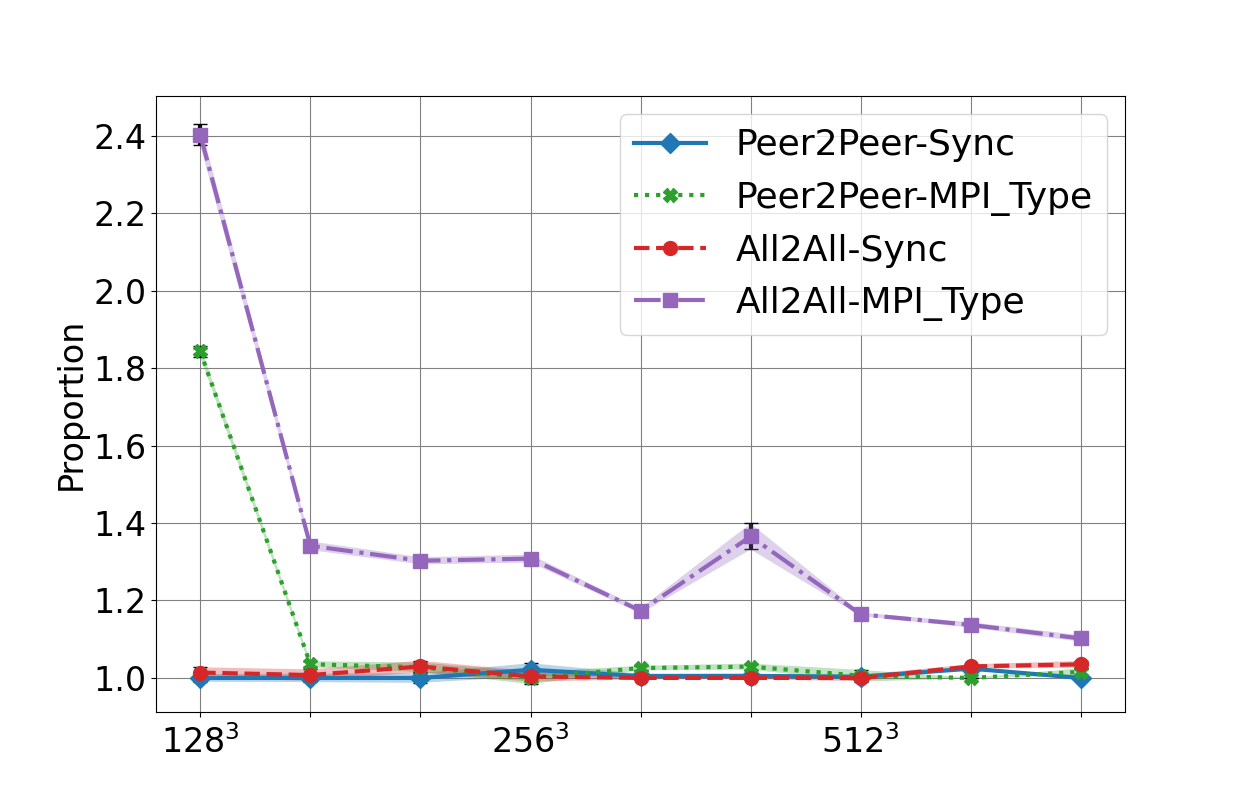 Proportion
2.4
2.2
2.0
1.8
1.6
1.4
1.2
1.0
128³
256³
512³
Peer2Peer-Sync
Peer2Peer-MPI_Type
All2All-Sync
All2All-MPI_Type